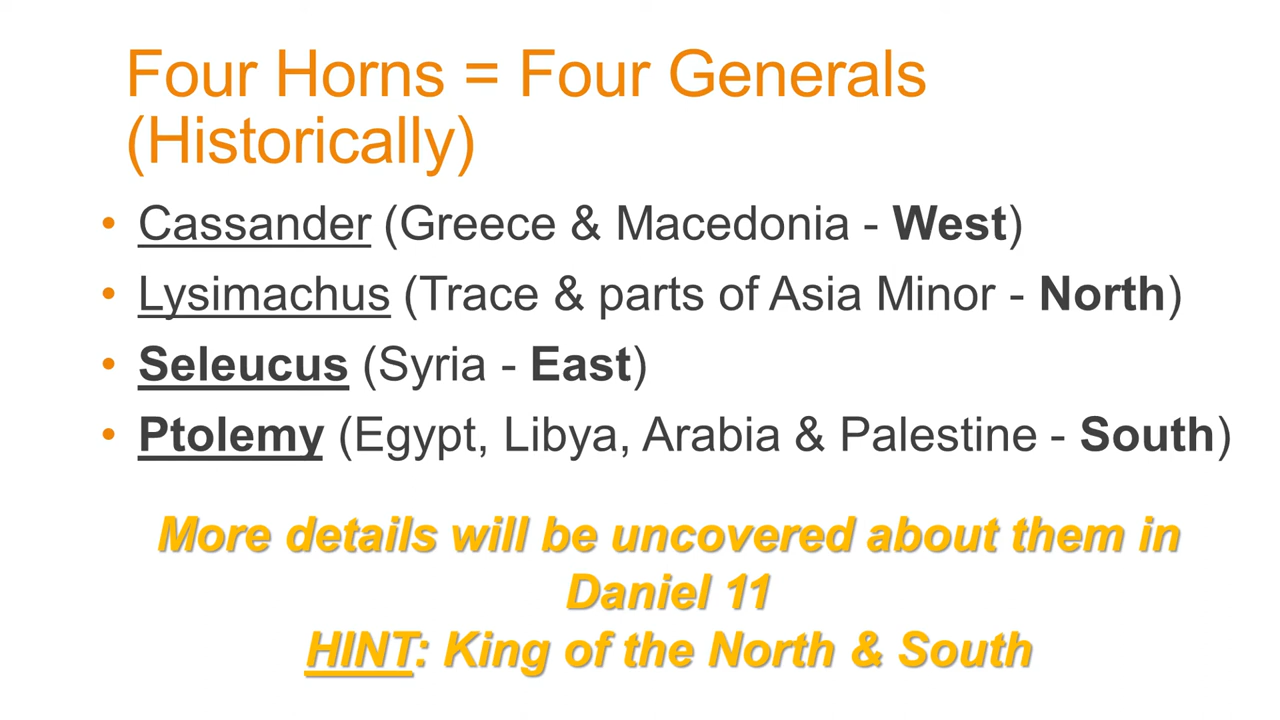 Four Horns = Four Generals
(Historically)
• Cassander (Greece & Macedonia - West)
• Lysimachus (Trace & parts of Asia Minor - North)
• Seleucus (Syria - East)
• Ptolemy (Egypt, Libya, Arabia & Palestine - South)
More details will be uncovered about them in
Daniel 11
HINT: King of the North & South